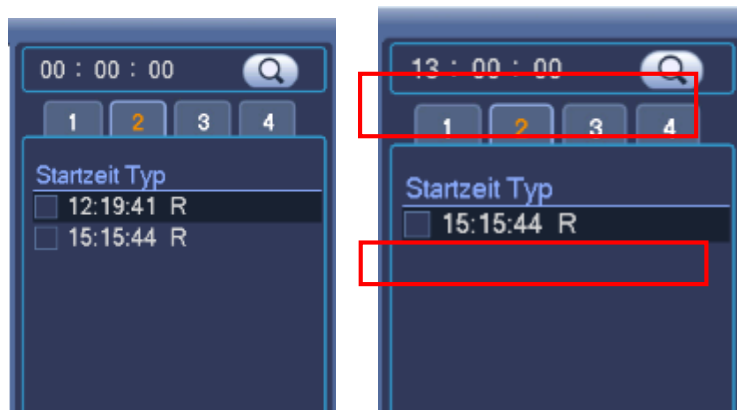 00 : 00 : 00
1 2 3 4
Startzeit Typ
12:19:41 R
15:15:44 R
13 : 00 : 00
1 2 3 4
Startzeit Typ
15:15:44 R